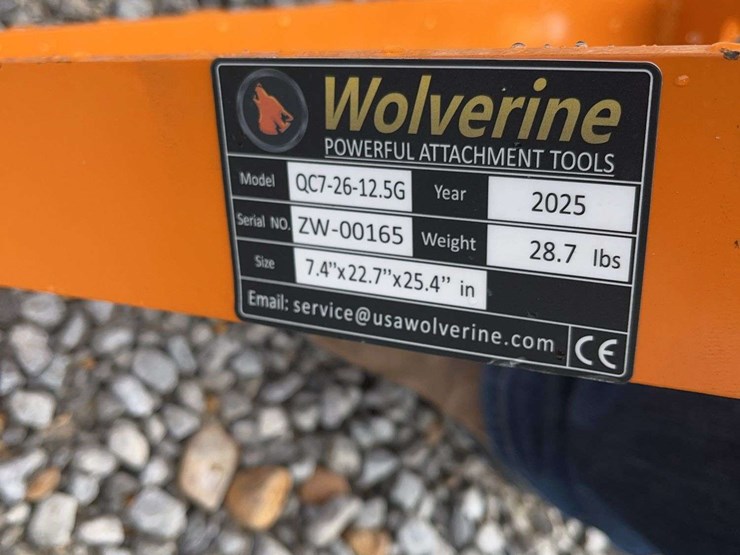 Wolverine
POWERFUL ATTACHMENT TOOLS
Model QC7-26-12.5G Year 2025
Serial NO. ZW-00165 Weight 28.7 lbs
Size 7.4"x22.7"x25.4" in
Email: service@usawolverine.com CE